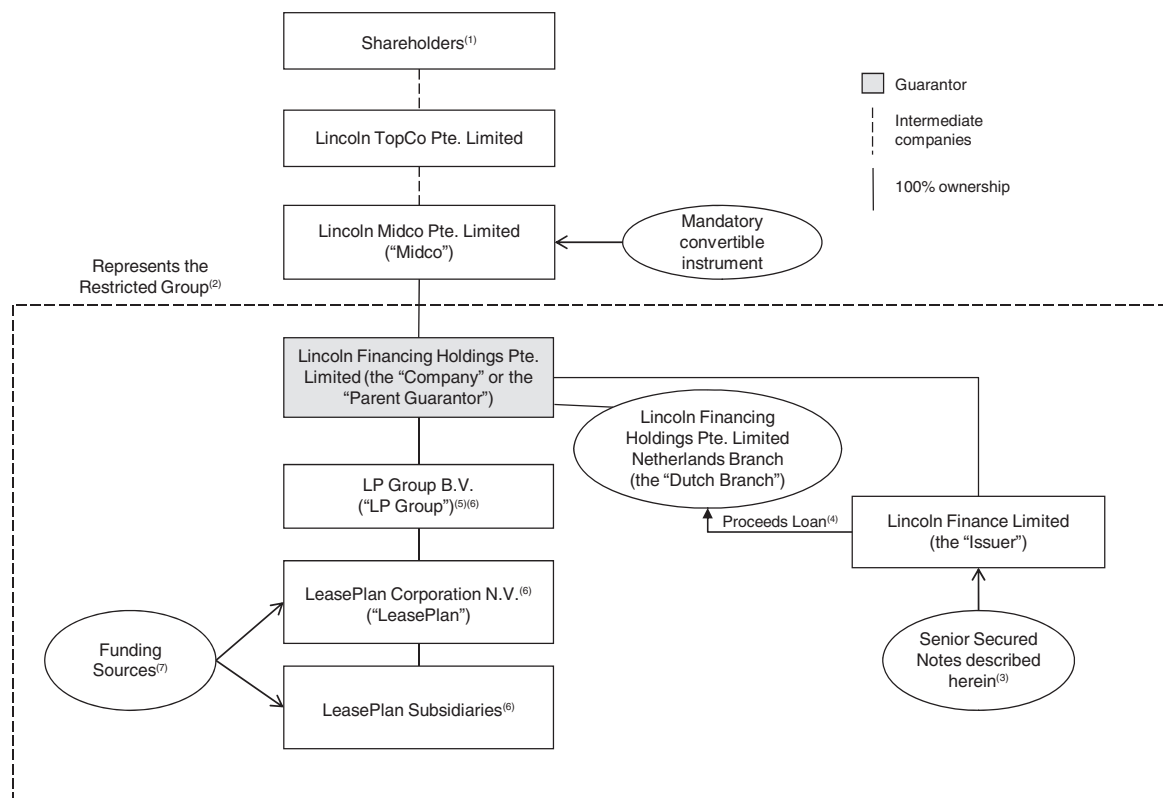 Shareholders(1)
Guarantor
Intermediate
companies
100% ownership
Lincoln TopCo Pte. Limited
Lincoln Midco Pte. Limited
(“Midco”)
Mandatory
convertible
instrument
Represents the
Restricted Group(2)
Lincoln Financing Holdings Pte.
Limited (the “Company” or the
“Parent Guarantor”)
Lincoln Financing
Holdings Pte. Limited
Netherlands Branch
(the “Dutch Branch”)
LP Group B.V.
(“LP Group”)(5)(6)
Proceeds Loan(4)
Lincoln Finance Limited
(the “Issuer”)
LeasePlan Corporation N.V.(6)
(“LeasePlan”)
Funding
Sources(7)
Senior Secured
Notes described
herein(3)
LeasePlan Subsidiaries(6)